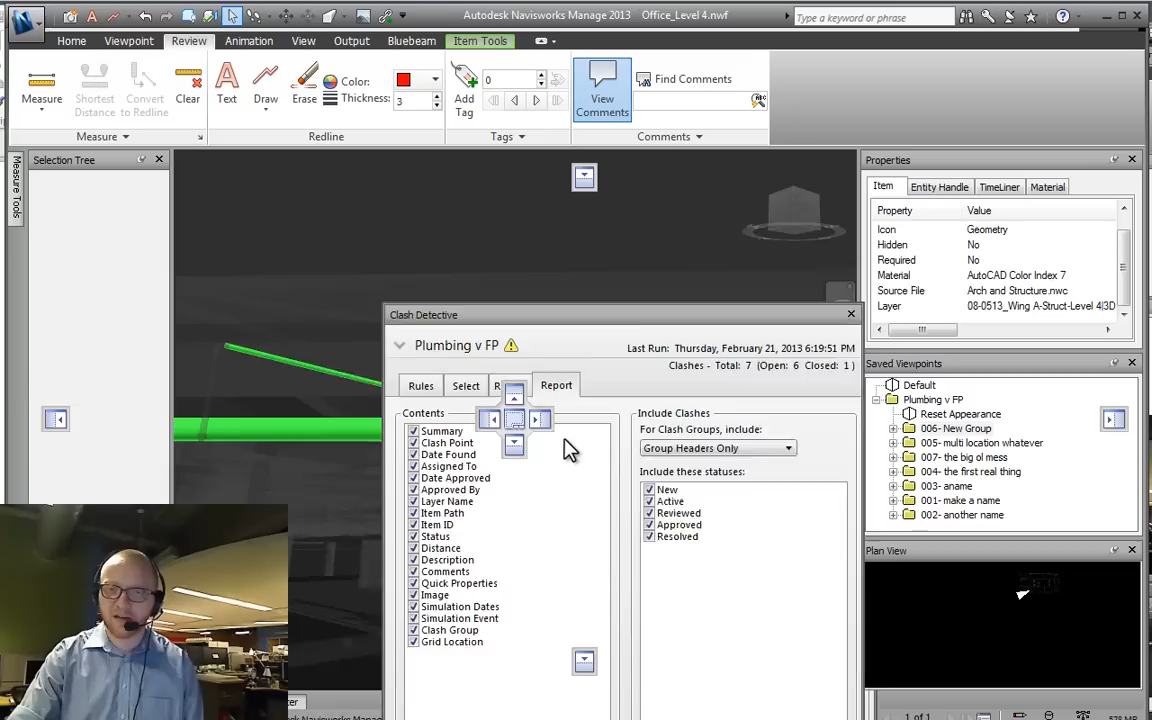 Autodesk Navisworks Manage 2013 Office_Level 4.nwf
Type a keyword or phrase
Home Viewpoint Review Animation View Output Bluebeam Item Tools
Measure
Shortest Distance
Convert to Redline
Clear
Text
Draw
Erase
Color:
Thickness: 3
Add Tag
0
View Comments
Find Comments
Measure
Redline
Tags
Comments
Measure Tools
Selection Tree
Properties
Item Entity Handle TimeLiner Material
Property Value
Icon Geometry
Hidden No
Required No
Material AutoCAD Color Index 7
Source File Arch and Structure.nwc
Layer 08-0513_Wing A-Struct-Level 4|3D
Clash Detective
Plumbing v FP
Last Run: Thursday, February 21, 2013 6:19:51 PM
Clashes - Total: 7 (Open: 6 Closed: 1 )
Rules Select R Report
Contents
Summary
Clash Point
Date Found
Assigned To
Date Approved
Approved By
Layer Name
Item Path
Item ID
Status
Distance
Description
Comments
Quick Properties
Image
Simulation Dates
Simulation Event
Clash Group
Grid Location
Include Clashes
For Clash Groups, include:
Group Headers Only
Include these statuses:
New
Active
Reviewed
Approved
Resolved
Saved Viewpoints
Default
Plumbing v FP
Reset Appearance
006- New Group
005- multi location whatever
007- the big ol mess
004- the first real thing
003- aname
001- make a name
002- another name
Plan View
1 of 1
578 MB